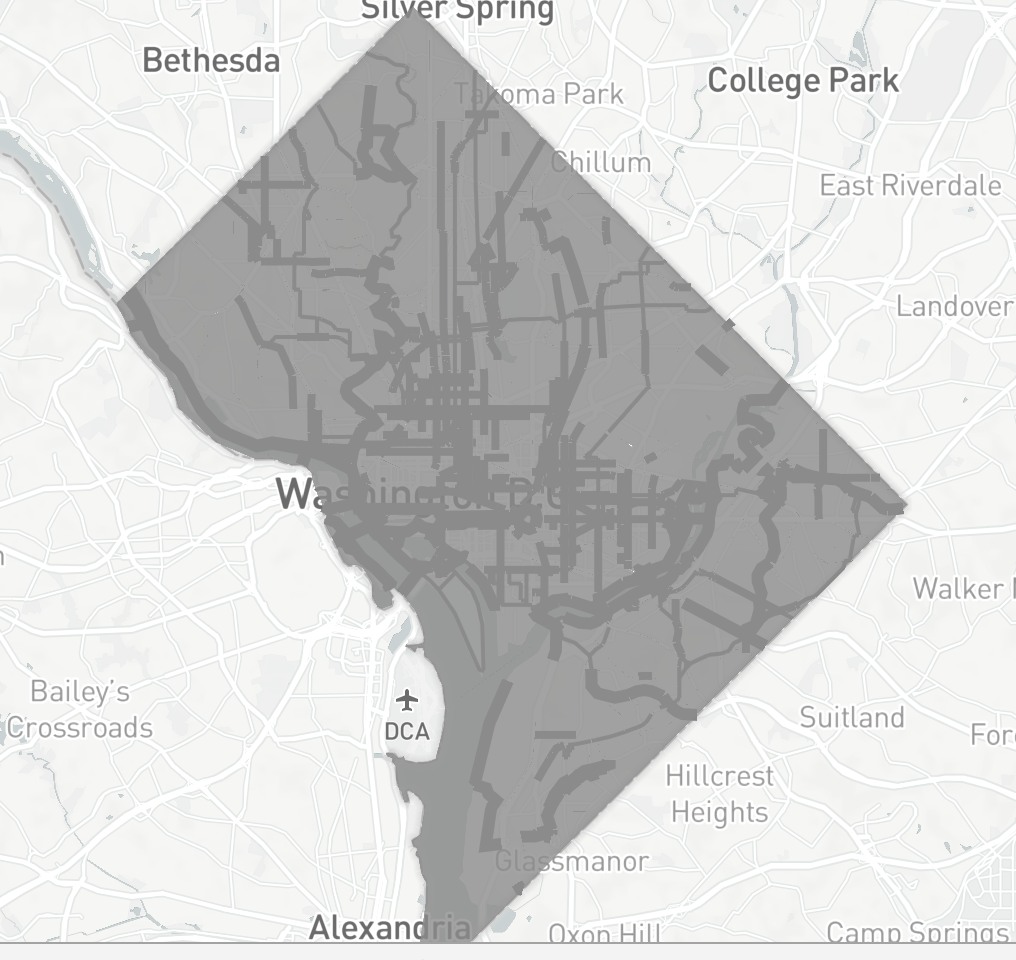 Silver Spring
Bethesda
College Park
Takoma Park
Chillum
East Riverdale
Landover
Washington
Walker
Bailey's
Crossroads
DCA
Suitland
Hillcrest
Heights
Glassmanor
Alexandria
Oxon Hill
Camp Springs